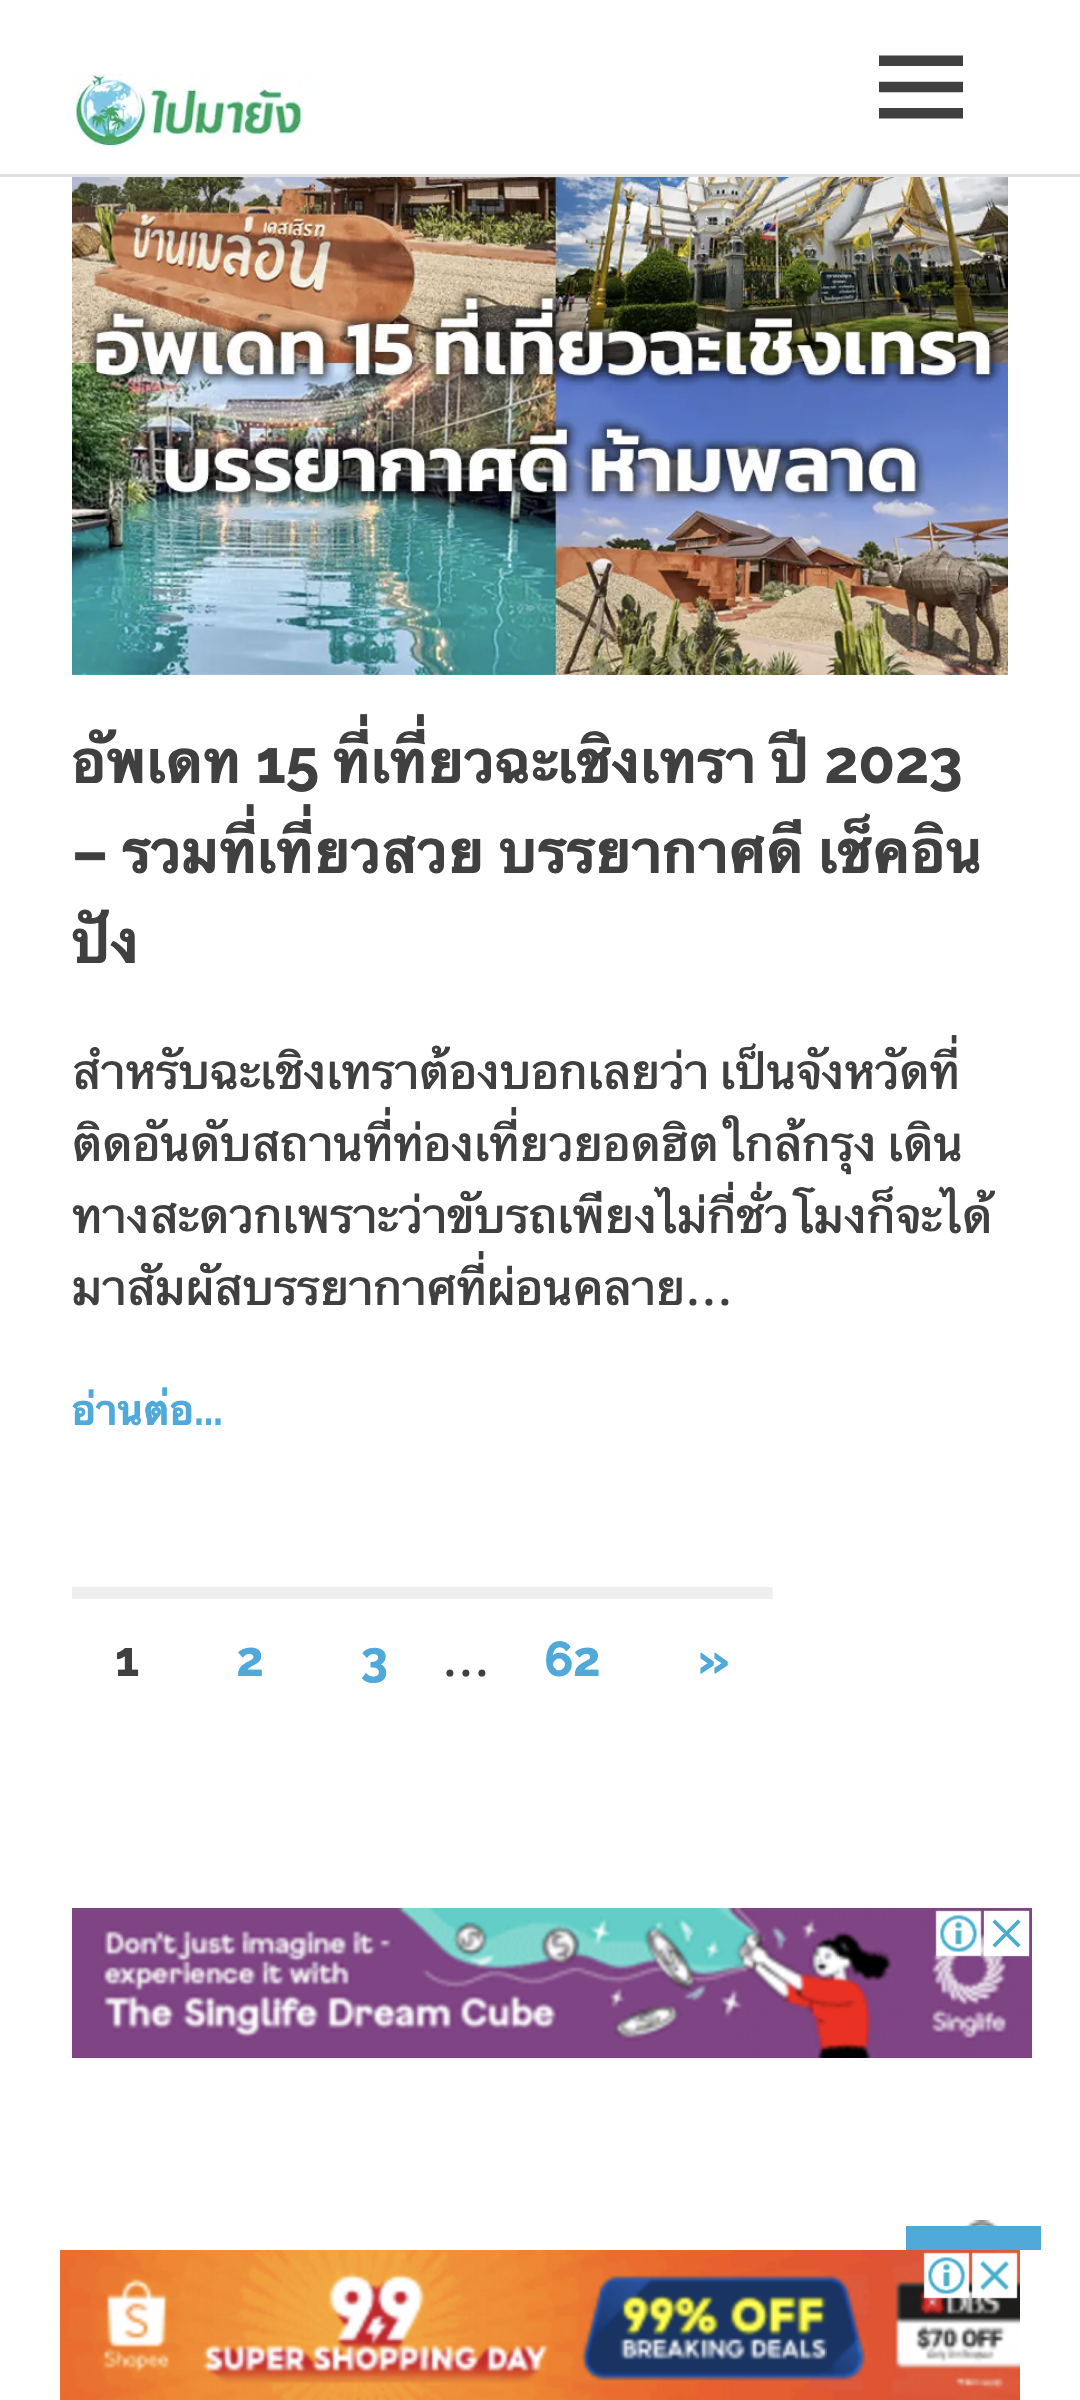 ไปมายัง
บ้านเมล่อน
อัพเดท 15 ที่เที่ยวฉะเชิงเทรา
บรรยากาศดี ห้ามพลาด
อัพเดท 15 ที่เที่ยวฉะเชิงเทรา ปี 2023
– รวมที่เที่ยวสวย บรรยากาศดี เช็คอิน
ปัง
สำหรับฉะเชิงเทราต้องบอกเลยว่า เป็นจังหวัดที่
ติดอันดับสถานที่ท่องเที่ยวยอดฮิตใกล้กรุง เดิน
ทางสะดวกเพราะว่าขับรถเพียงไม่กี่ชั่วโมงก็จะได้
มาสัมผัสบรรยากาศที่ผ่อนคลาย…
อ่านต่อ...
1 2 3 … 62 »
Don't just imagine it -
experience it with
The Singlife Dream Cube
Singlife
Shopee
9.9
SUPER SHOPPING DAY
99% OFF
BREAKING DEALS
DBS
$70 OFF